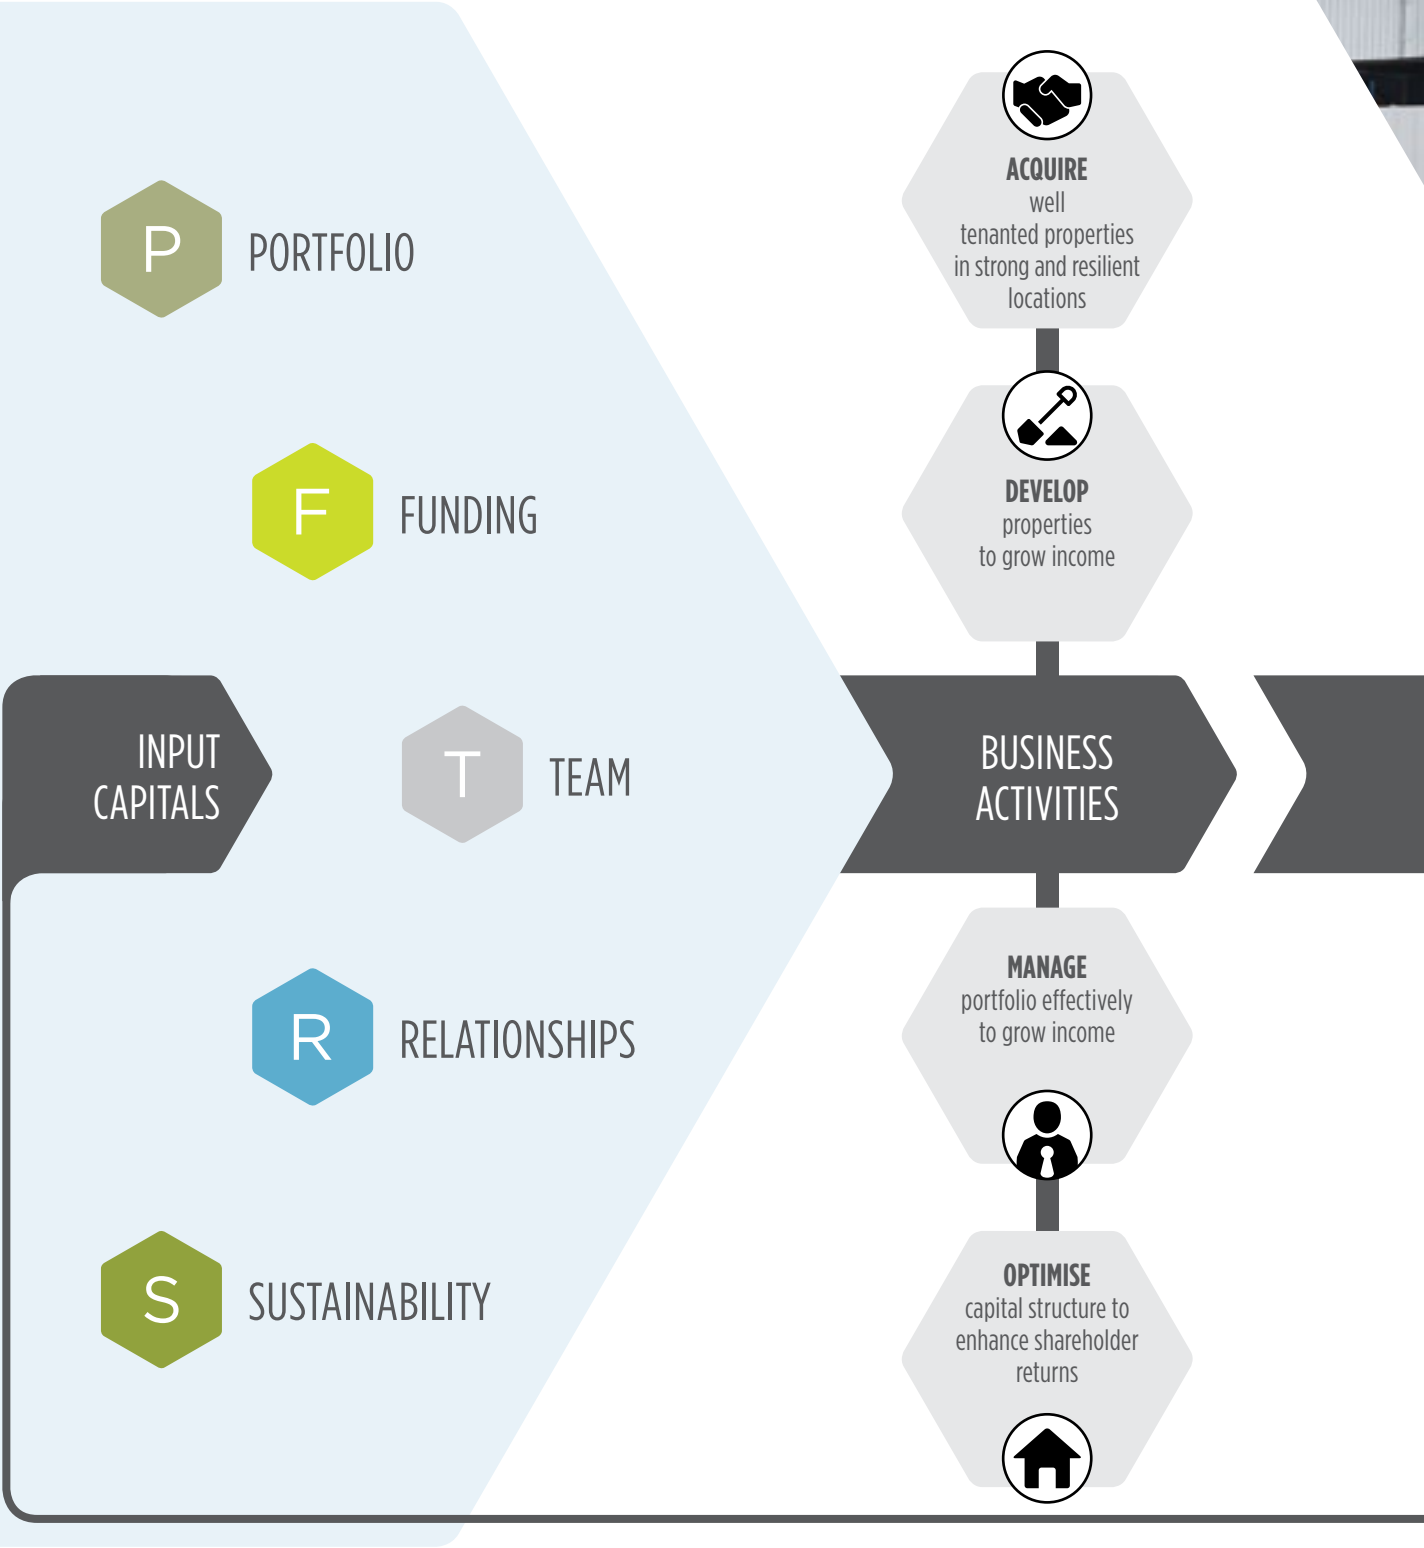 P
PORTFOLIO
F
FUNDING
INPUT
CAPITALS
T
TEAM
R
RELATIONSHIPS
S
SUSTAINABILITY
ACQUIRE
well
tenanted properties
in strong and resilient
locations
DEVELOP
properties
to grow income
BUSINESS
ACTIVITIES
MANAGE
portfolio effectively
to grow income
OPTIMISE
capital structure to
enhance shareholder
returns